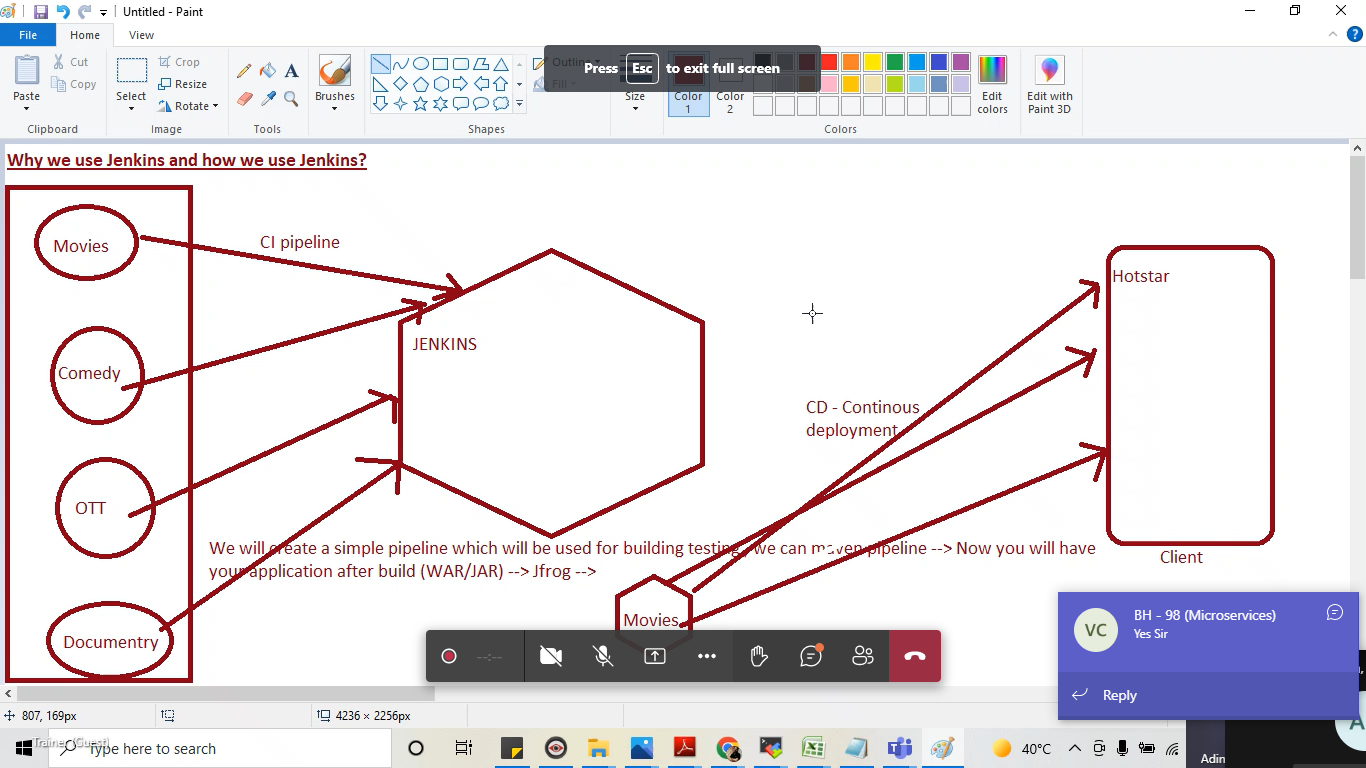 Untitled - Paint
File
Home
View
Paste
Cut
Copy
Clipboard
Select
Crop
Resize
Rotate
Image
Tools
Brushes
Shapes
Outline
Fill
Size
Color 1
Color 2
Edit colors
Edit with Paint 3D
Colors
Press Esc to exit full screen
Why we use Jenkins and how we use Jenkins?
Movies
CI pipeline
Comedy
JENKINS
OTT
Documentry
Hotstar
CD - Continous
deployment
Client
We will create a simple pipeline which will be used for building testing, we can maven pipeline --> Now you will have
your application after build (WAR/JAR) --> Jfrog -->
Movies
VC
BH - 98 (Microservices)
Yes Sir
Reply
807, 169px
4236 × 2256px
Trainer (Guest)
Type here to search
40°C
A
Adin